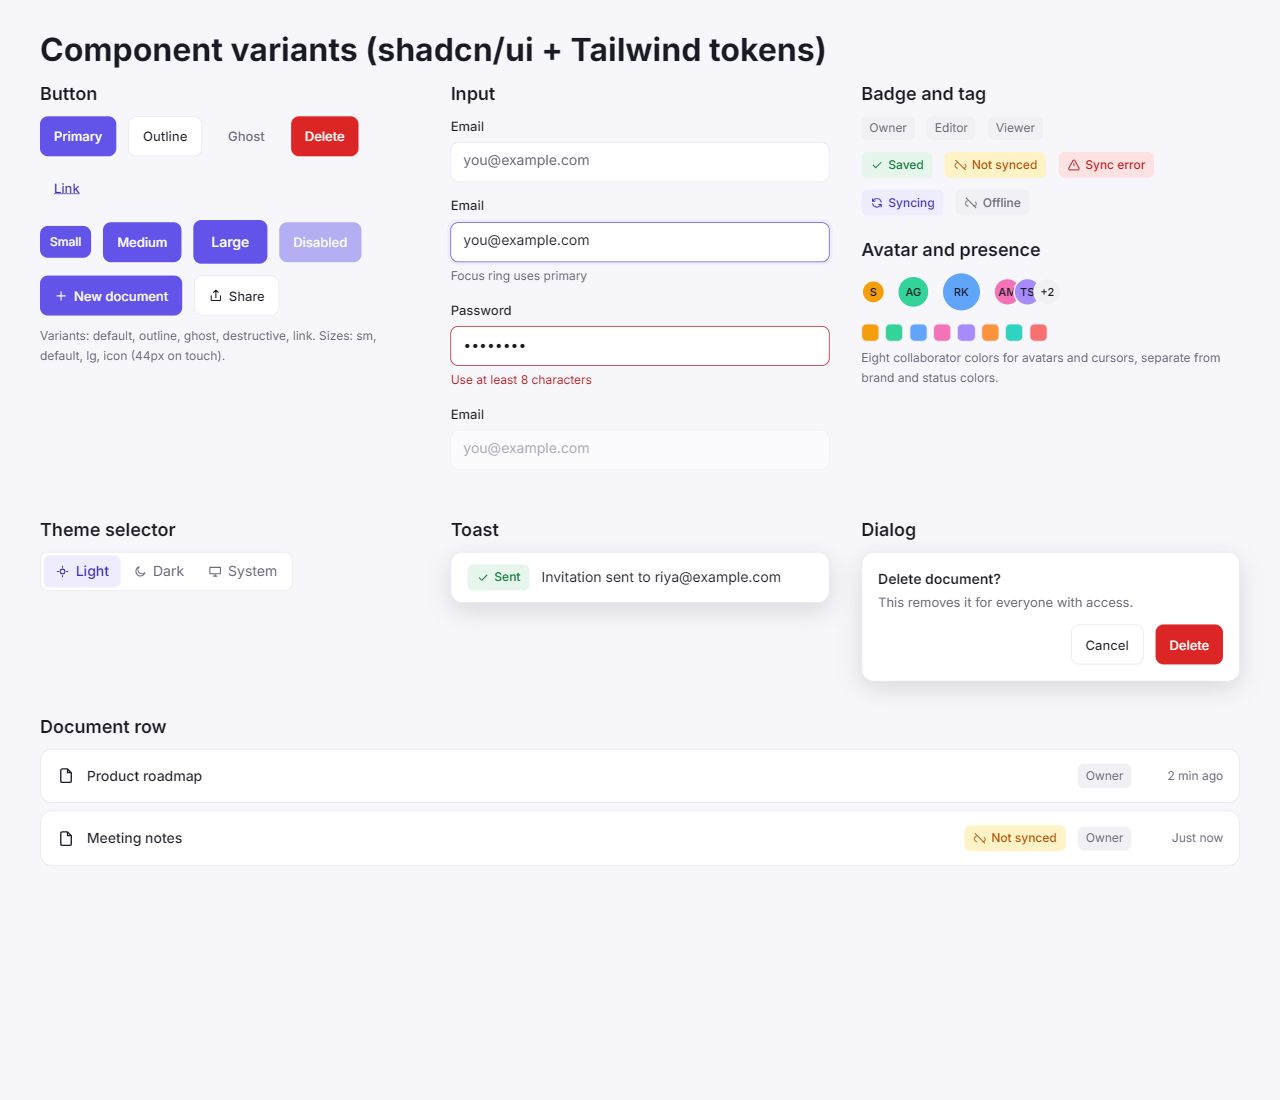 Component variants (shadcn/ui + Tailwind tokens)
Button
Primary
Outline
Ghost
Delete
Link
Small
Medium
Large
Disabled
New document
Share
Variants: default, outline, ghost, destructive, link. Sizes: sm,
default, lg, icon (44px on touch).
Input
Email
you@example.com
Email
you@example.com
Focus ring uses primary
Password
••••••••
Use at least 8 characters
Email
you@example.com
Badge and tag
Owner
Editor
Viewer
Saved
Not synced
Sync error
Syncing
Offline
Avatar and presence
S
AG
RK
AM
TS
+2
Eight collaborator colors for avatars and cursors, separate from
brand and status colors.
Theme selector
Light
Dark
System
Toast
Sent
Invitation sent to riya@example.com
Dialog
Delete document?
This removes it for everyone with access.
Cancel
Delete
Document row
Product roadmap
Owner
2 min ago
Meeting notes
Not synced
Owner
Just now